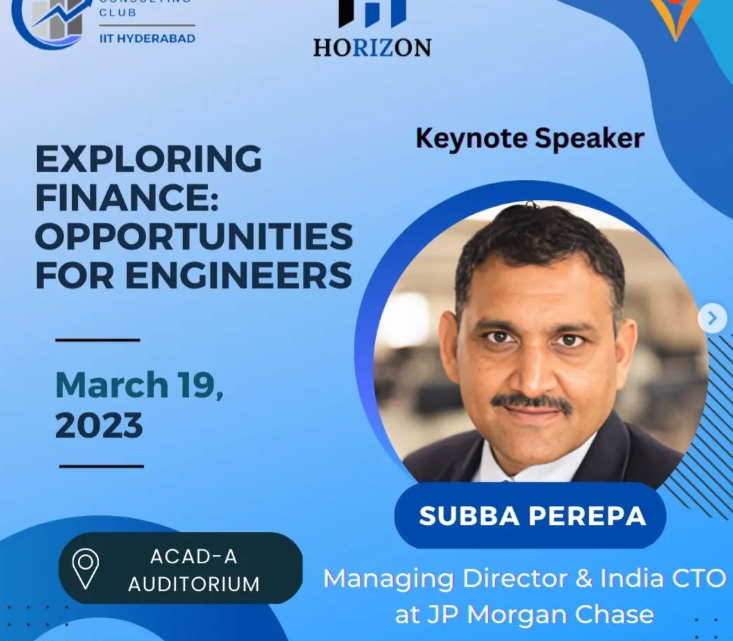 CONSULTING
CLUB
IIT HYDERABAD
HORIZON
Keynote Speaker
EXPLORING
FINANCE:
OPPORTUNITIES
FOR ENGINEERS
March 19,
2023
ACAD-A
AUDITORIUM
SUBBA PEREPA
Managing Director & India CTO
at JP Morgan Chase